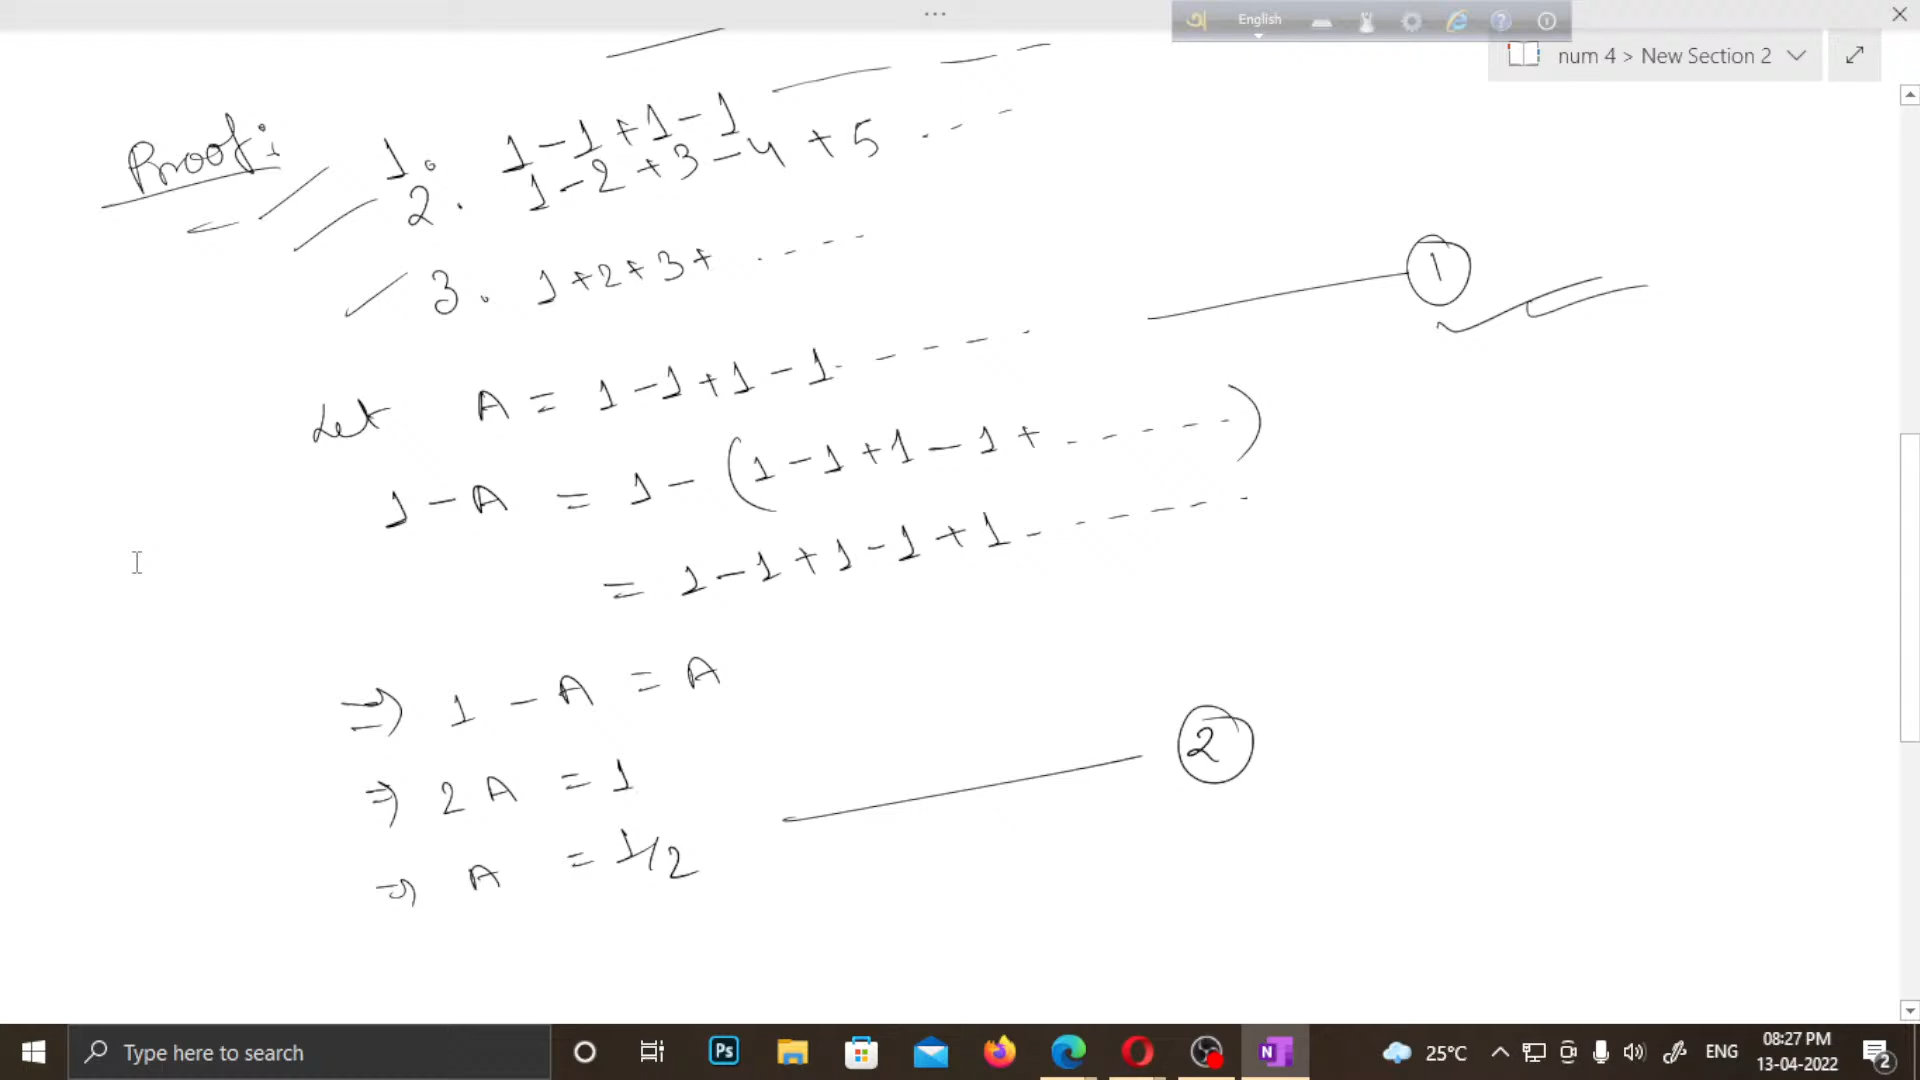 ...
English
num 4 > New Section 2
Proof:
1. 1-1+1-1
2. 1-2+3-4+5 ....
3. 1+2+3+ .....
1
Let A = 1-1+1-1. - - - -
1-A = 1-(1-1+1-1+ - - - - - -)
= 1-1+1-1+1- - - - - - -
⇒ 1-A = A
⇒ 2A = 1
2
⇒ A = 1/2
Type here to search
Ps
N
25°C
ENG
08:27 PM
13-04-2022
2